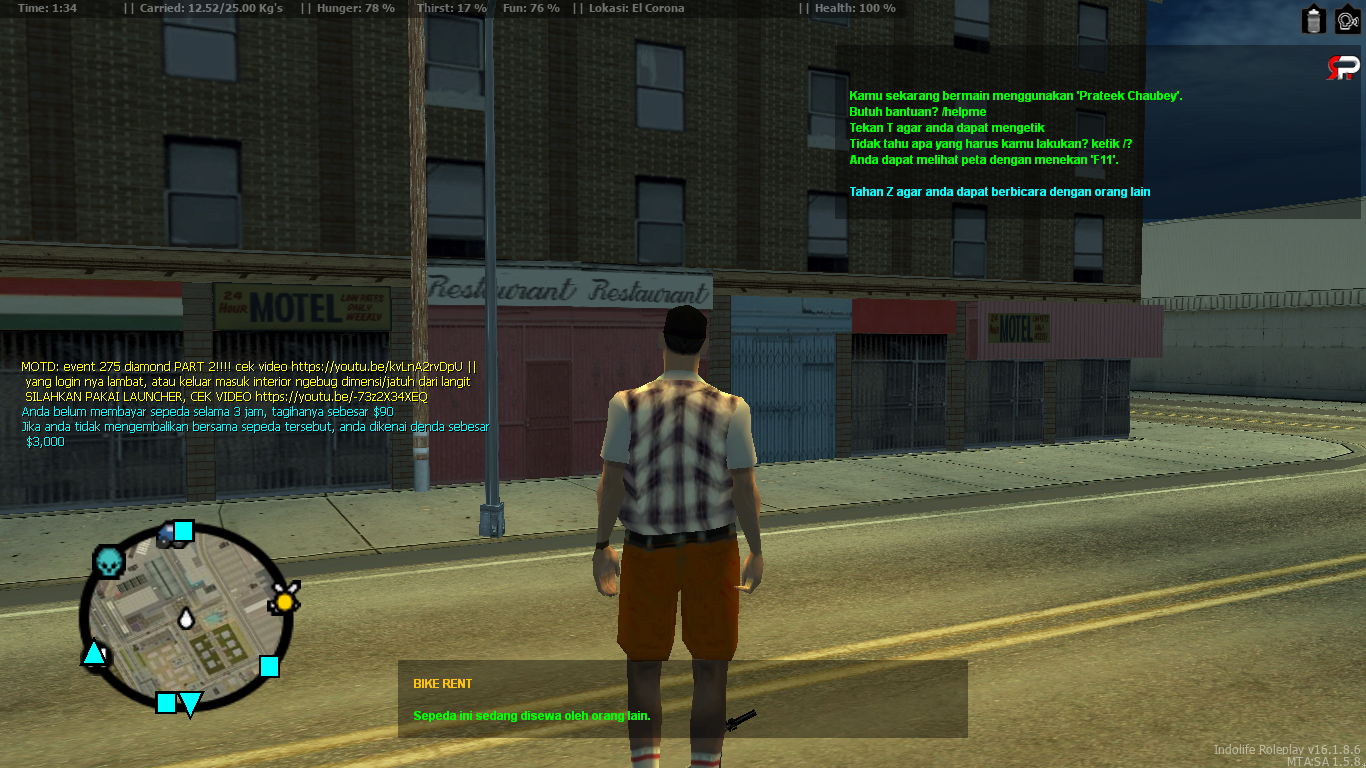 Time: 1:34 || Carried: 12.52/25.00 Kg's || Hunger: 78 % Thirst: 17 % Fun: 76 % || Lokasi: El Corona || Health: 100 %
Kamu sekarang bermain menggunakan 'Prateek Chaubey'.
Butuh bantuan? /helpme
Tekan T agar anda dapat mengetik
Tidak tahu apa yang harus kamu lakukan? ketik /?
Anda dapat melihat peta dengan menekan 'F11'.
Tahan Z agar anda dapat berbicara dengan orang lain
Restaurant Restaurant
24 Hour MOTEL LOW RATES DAILY WEEKLY
MOTEL
MOTD: event 275 diamond PART 2!!!! cek video https://youtu.be/kvLnA2rvDpU ||
yang login nya lambat, atau keluar masuk interior ngebug dimensi/jatuh dari langit
SILAHKAN PAKAI LAUNCHER, CEK VIDEO https://youtu.be/-73z2X34XEQ
Anda belum membayar sepeda selama 3 jam, tagihanya sebesar $90
Jika anda tidak mengembalikan bersama sepeda tersebut, anda dikenai denda sebesar
$3,000
BIKE RENT
Sepeda ini sedang disewa oleh orang lain.
Indolife Roleplay v16.1.8.6
MTA:SA 1.5.8